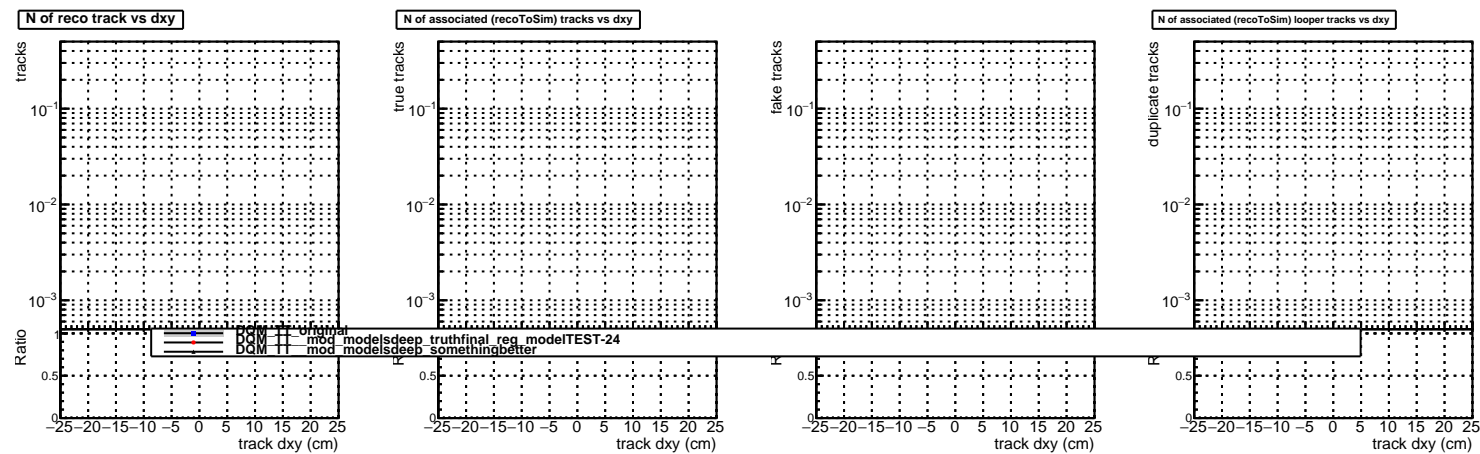 N of reco track vs dxy
tracks
10−1
10−2
10−3
Ratio
1
0.5
0
−25 −20 −15 −10 −5 0 5 10 15 20 25
track dxy (cm)
N of associated (recoToSim) tracks vs dxy
true tracks
10−1
10−2
10−3
0.5
0
−25 −20 −15 −10 −5 0 5 10 15 20 25
track dxy (cm)
fake tracks
10−1
10−2
10−3
0.5
0
−25 −20 −15 −10 −5 0 5 10 15 20 25
track dxy (cm)
N of associated (recoToSim) looper tracks vs dxy
duplicate tracks
10−1
10−2
10−3
0.5
0
−25 −20 −15 −10 −5 0 5 10 15 20 25
track dxy (cm)
DQM_TT_original
DQM_TT__mod_modelsdeep_truthfinal_reg_modelTEST-24
DQM_TT__mod_modelsdeep_somethingbetter